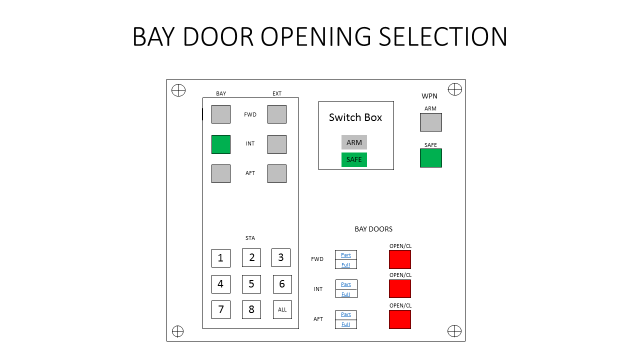 BAY DOOR OPENING SELECTION
BAY EXT
FWD
INT
AFT
Switch Box
ARM
SAFE
WPN
ARM
SAFE
STA
1 2 3
4 5 6
7 8 ALL
BAY DOORS
OPEN/CL
FWD Part
Full
OPEN/CL
INT Part
Full
OPEN/CL
AFT Part
Full